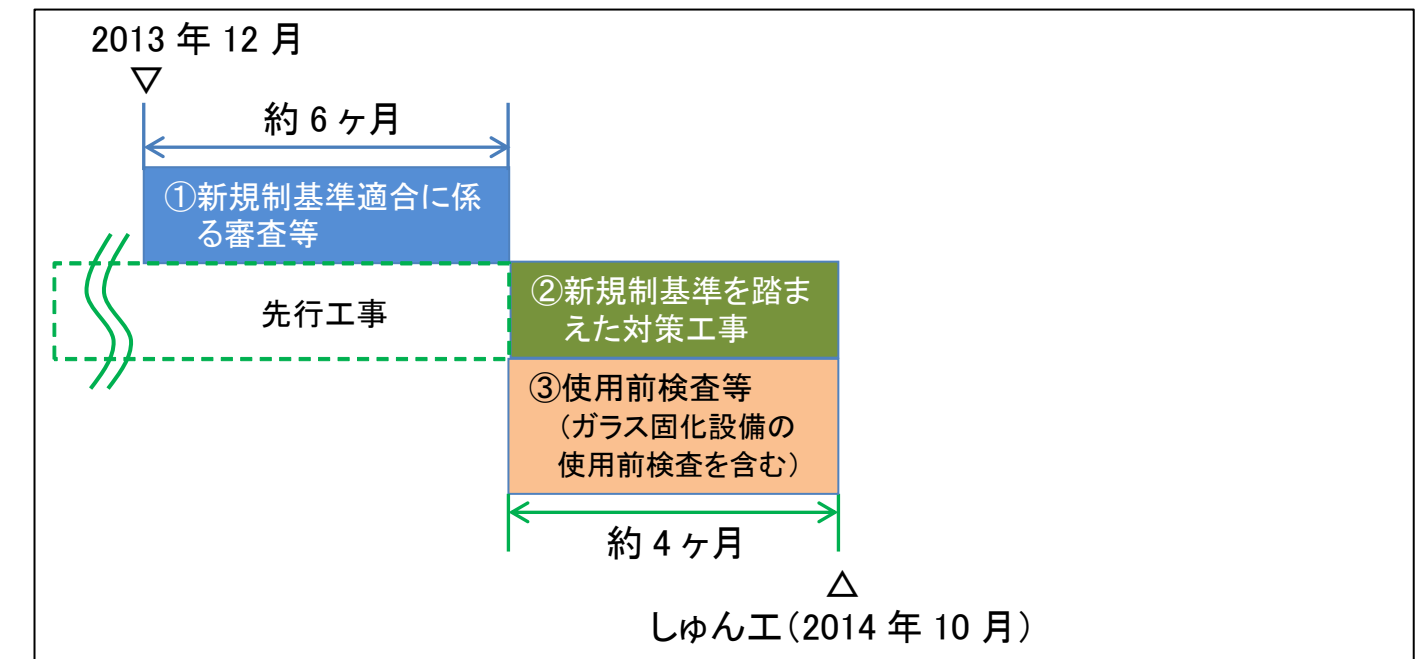 2013 年 12 月
▽
約 6 ヶ月
①新規制基準適合に係
る審査等
先行工事
②新規制基準を踏ま
えた対策工事
③使用前検査等
（ガラス固化設備の
使用前検査を含む）
約 4 ヶ月
△
しゅん工（2014 年 10 月）